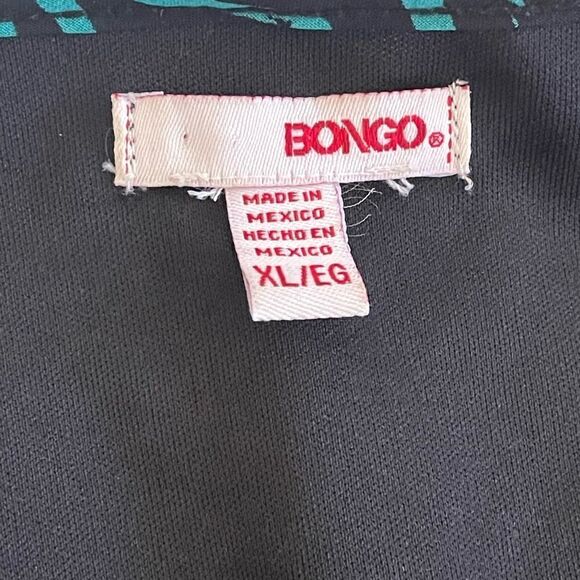 BONGO®
MADE IN
MEXICO
HECHO EN
MEXICO
XL/EG